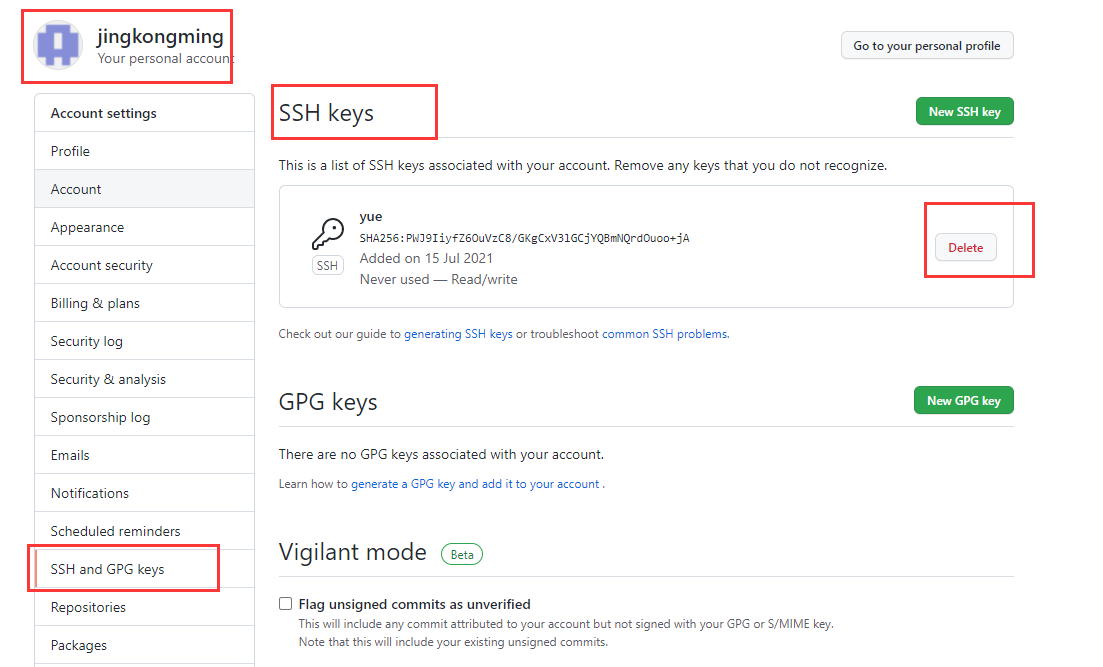 jingkongming
Your personal account
Go to your personal profile
Account settings
Profile
Account
Appearance
Account security
Billing & plans
Security log
Security & analysis
Sponsorship log
Emails
Notifications
Scheduled reminders
SSH and GPG keys
Repositories
Packages
SSH keys
New SSH key
This is a list of SSH keys associated with your account. Remove any keys that you do not recognize.
yue
SHA256:PWJ9IiyfZ6OuVzC8/GKgCxV3lGCjYQBmNQrdOuoo+jA
Added on 15 Jul 2021
Never used — Read/write
SSH
Delete
Check out our guide to generating SSH keys or troubleshoot common SSH problems.
GPG keys
New GPG key
There are no GPG keys associated with your account.
Learn how to generate a GPG key and add it to your account .
Vigilant mode Beta
Flag unsigned commits as unverified
This will include any commit attributed to your account but not signed with your GPG or S/MIME key.
Note that this will include your existing unsigned commits.